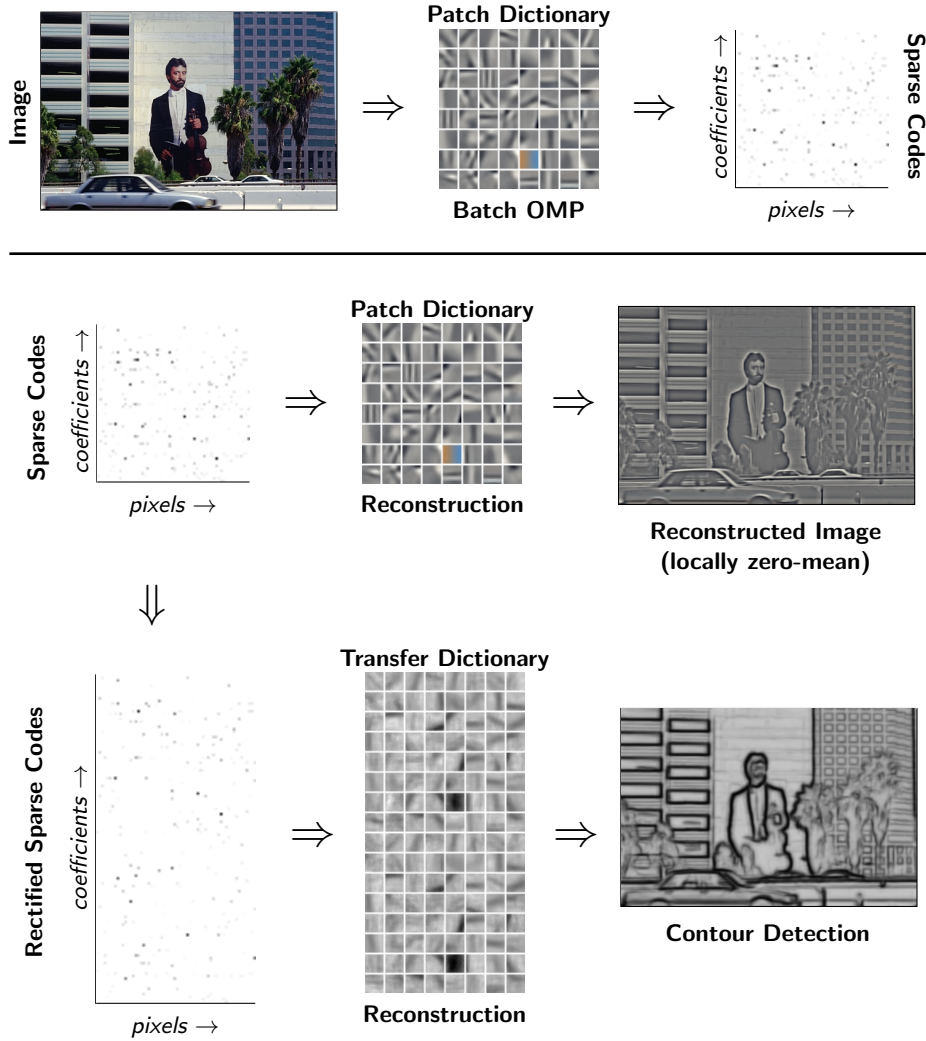 Image
Patch Dictionary
⇒
Batch OMP
⇒
coefficients →
pixels →
Sparse Codes
Sparse Codes
coefficients →
pixels →
⇒
Patch Dictionary
Reconstruction
⇒
Reconstructed Image
(locally zero-mean)
⇓
Rectified Sparse Codes
coefficients →
pixels →
⇒
Transfer Dictionary
Reconstruction
⇒
Contour Detection